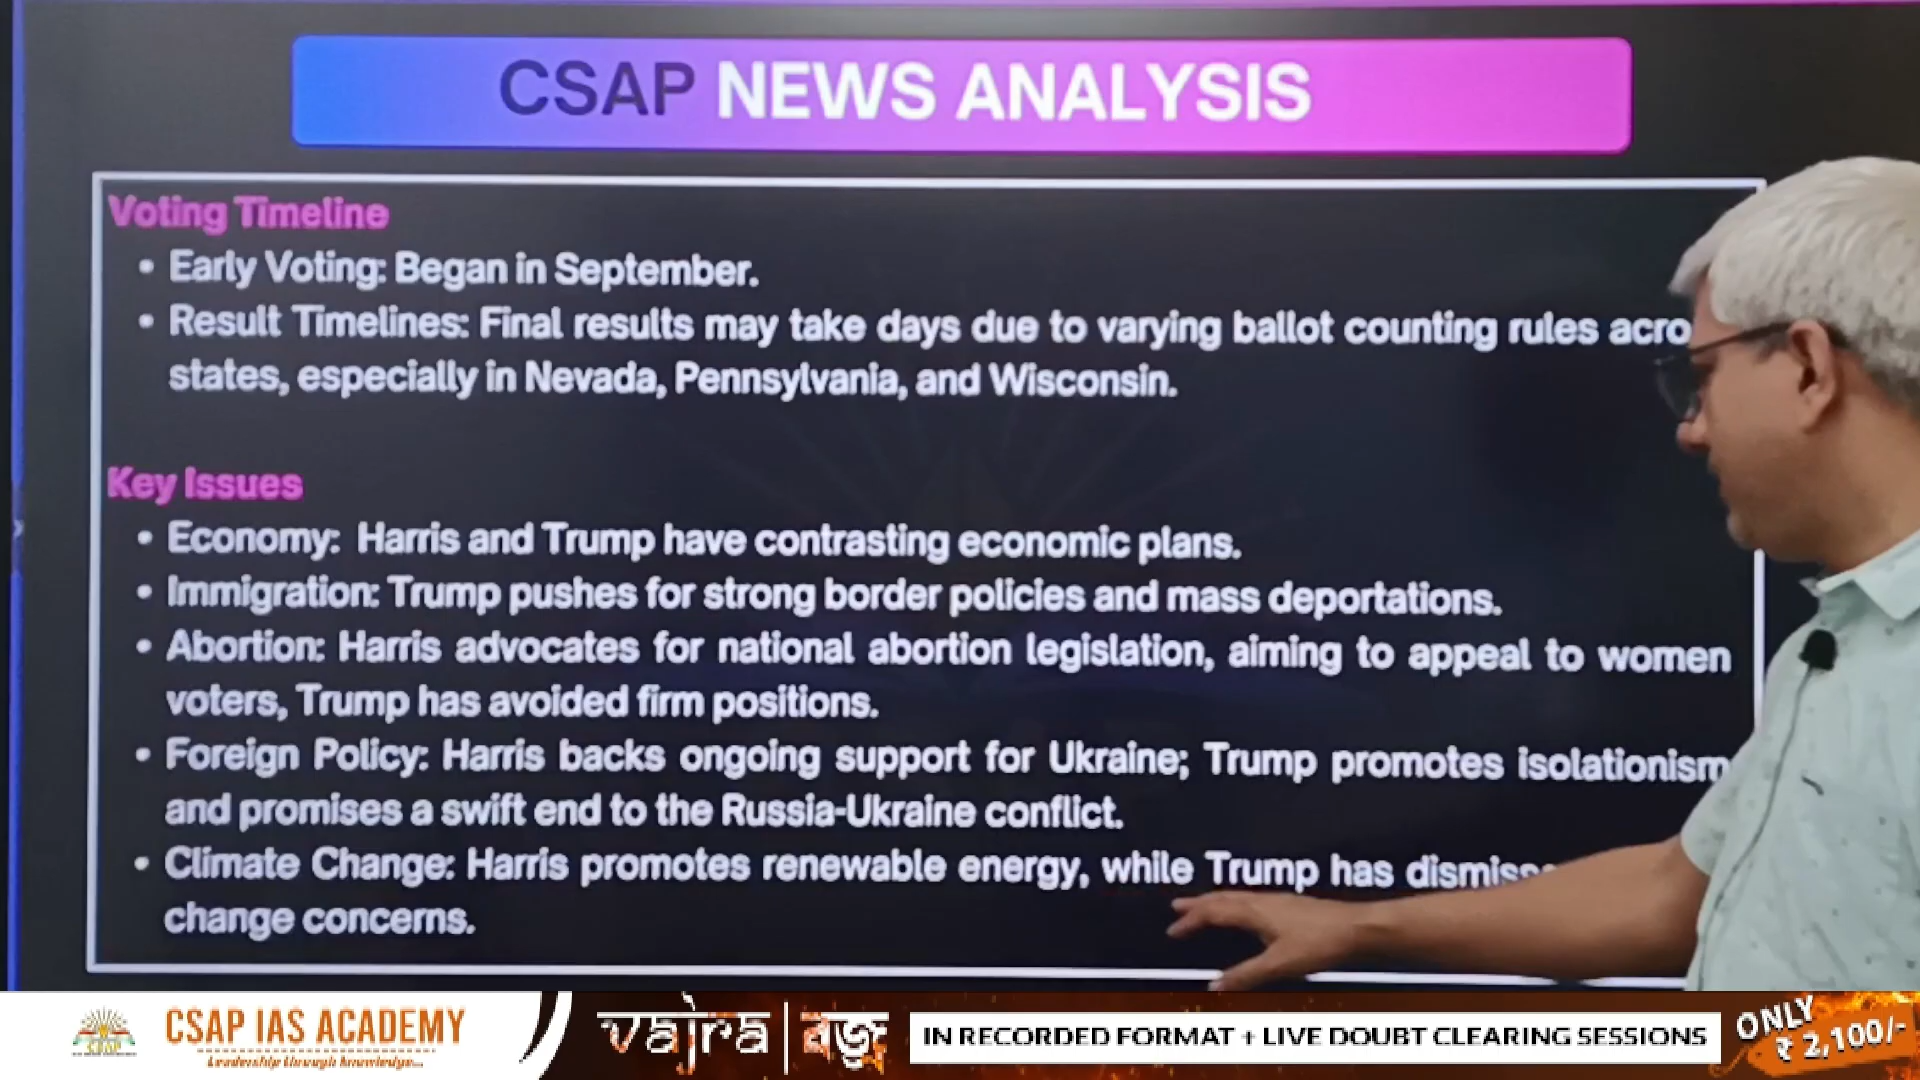 CSAP NEWS ANALYSIS
Voting Timeline
• Early Voting: Began in September.
• Result Timelines: Final results may take days due to varying ballot counting rules
states, especially in Nevada, Pennsylvania, and Wisconsin.
Key Issues
• Economy: Harris and Trump have contrasting economic plans.
• Immigration: Trump pushes for strong border policies and mass deportations.
• Abortion: Harris advocates for national abortion legislation, aiming to appeal to women
voters, Trump has avoided firm positions.
• Foreign Policy: Harris backs ongoing support for Ukraine; Trump promotes isolationism
and promises a swift end to the Russia-Ukraine conflict.
• Climate Change: Harris promotes renewable energy, while Trump has
change concerns.
CSAP IAS ACADEMY
Leadership through knowledge...
vajra
IN RECORDED FORMAT + LIVE DOUBT CLEARING SESSIONS
ONLY
₹ 2,100/-